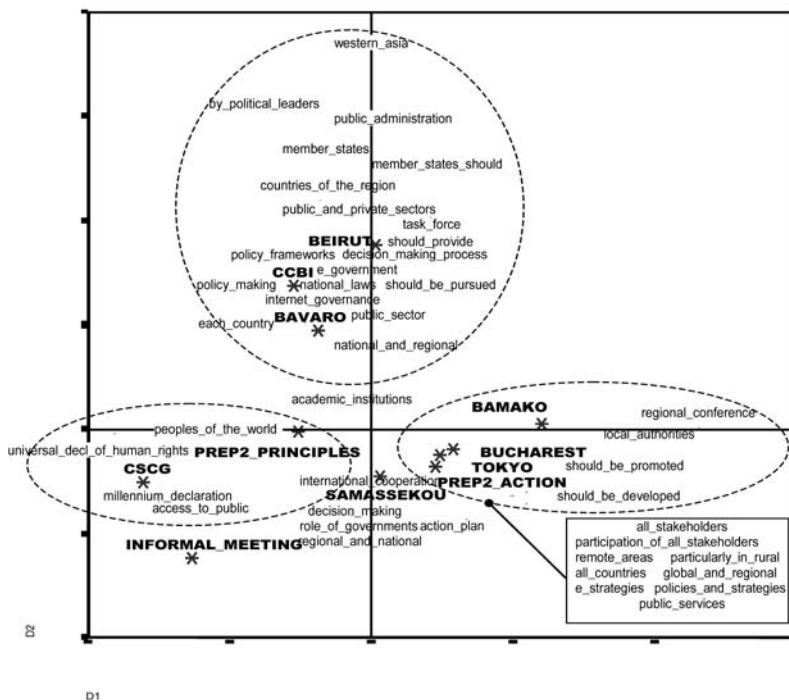 western_asia
by_political_leaders
public_administration
member_states
member_states_should
countries_of_the_region
public_and_private_sectors
task_force
BEIRUT should_provide
policy_frameworks decision_making_process
CCBI e_government
policy_making national_laws should_be_pursued
internet_governance
each_country BAVARO public_sector
national_and_regional
academic_institutions
BAMAKO regional_conference
peoples_of_the_world local_authorities
universal_decl_of_human_rights PREP2_PRINCIPLES BUCHAREST
CSCG TOKYO should_be_promoted
international_cooperation PREP2_ACTION
millennium_declaration SAMASSEKOU should_be_developed
access_to_public decision_making
role_of_governments action_plan
INFORMAL_MEETING regional_and_national
all_stakeholders
participation_of_all_stakeholders
remote_areas particularly_in_rural
all_countries global_and_regional
e_strategies policies_and_strategies
public_services
D2
D1